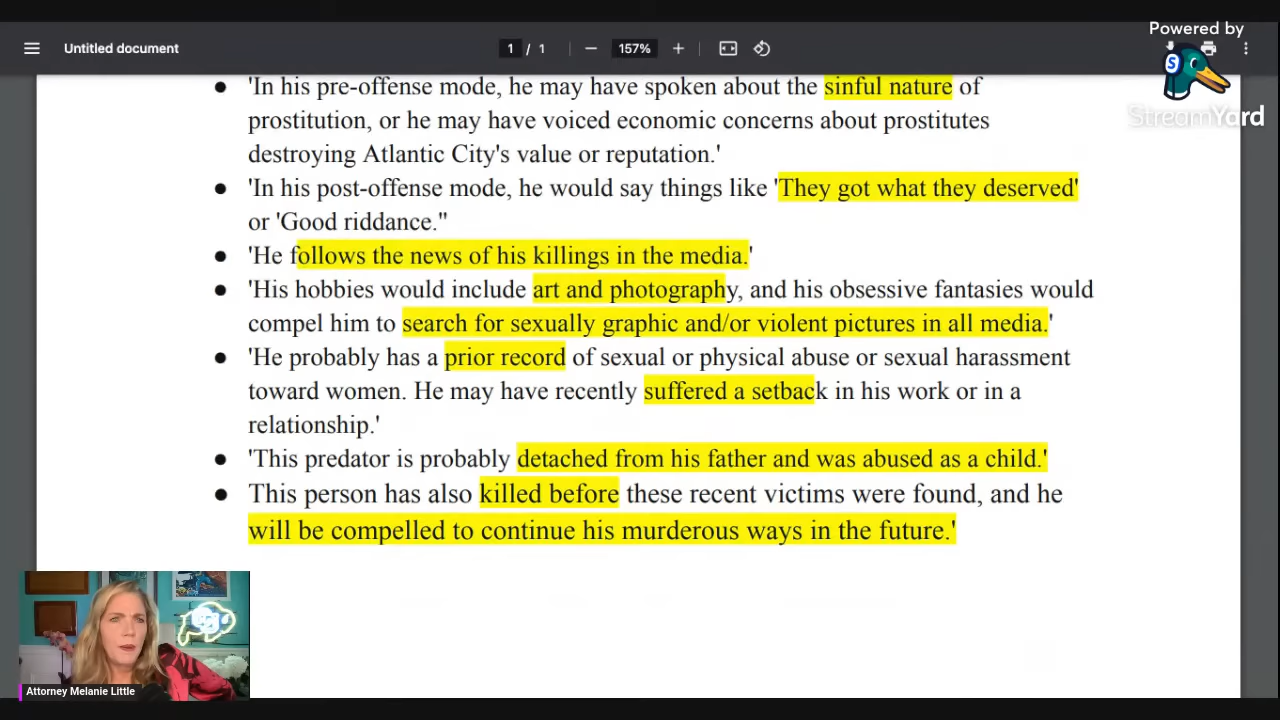 Powered by
Untitled document
1 / 1
157%
StreamYard
● 'In his pre-offense mode, he may have spoken about the sinful nature of
prostitution, or he may have voiced economic concerns about prostitutes
destroying Atlantic City's value or reputation.'
● 'In his post-offense mode, he would say things like 'They got what they deserved'
or 'Good riddance."
● 'He follows the news of his killings in the media.'
● 'His hobbies would include art and photography, and his obsessive fantasies would
compel him to search for sexually graphic and/or violent pictures in all media.'
● 'He probably has a prior record of sexual or physical abuse or sexual harassment
toward women. He may have recently suffered a setback in his work or in a
relationship.'
● 'This predator is probably detached from his father and was abused as a child.'
● This person has also killed before these recent victims were found, and he
will be compelled to continue his murderous ways in the future.'
Attorney Melanie Little